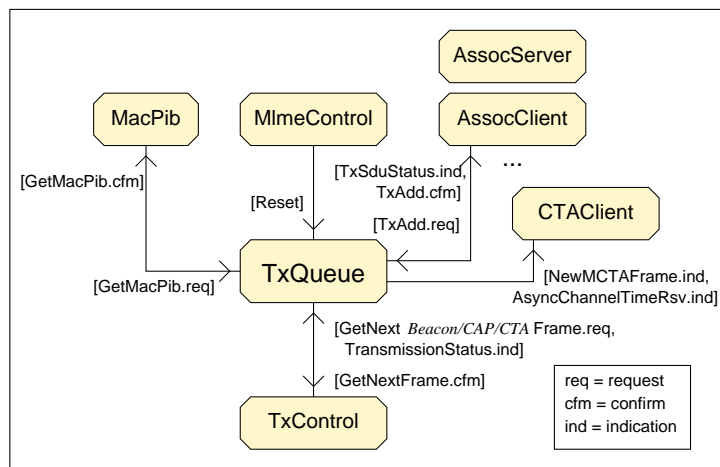 AssocServer
MacPib
MlmeControl
AssocClient
...
[GetMacPib.cfm]
[TxSduStatus.ind,
TxAdd.cfm]
[Reset]
[TxAdd.req]
CTAClient
TxQueue
[GetMacPib.req]
[NewMCTAFrame.ind,
AsyncChannelTimeRsv.ind]
[GetNext Beacon/CAP/CTA Frame.req,
TransmissionStatus.ind]
[GetNextFrame.cfm]
TxControl
req = request
cfm = confirm
ind = indication